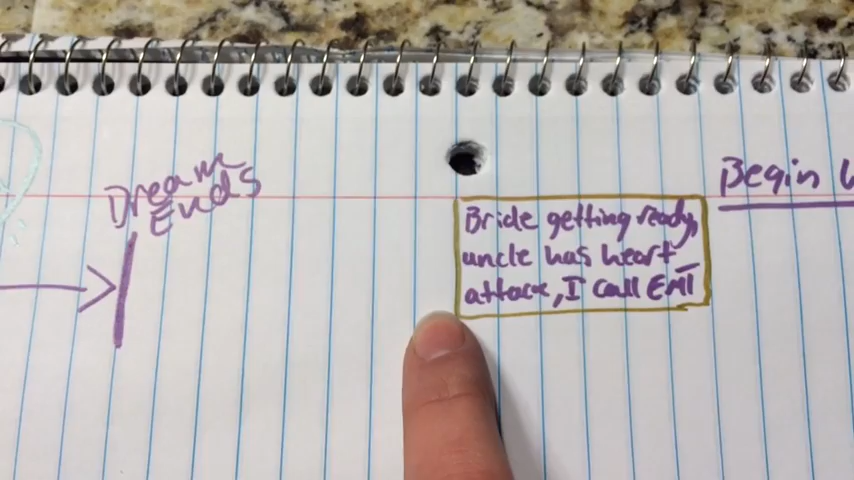 Dream
Ends
Bride getting ready,
uncle has heart
attack, I call EMT
Begin